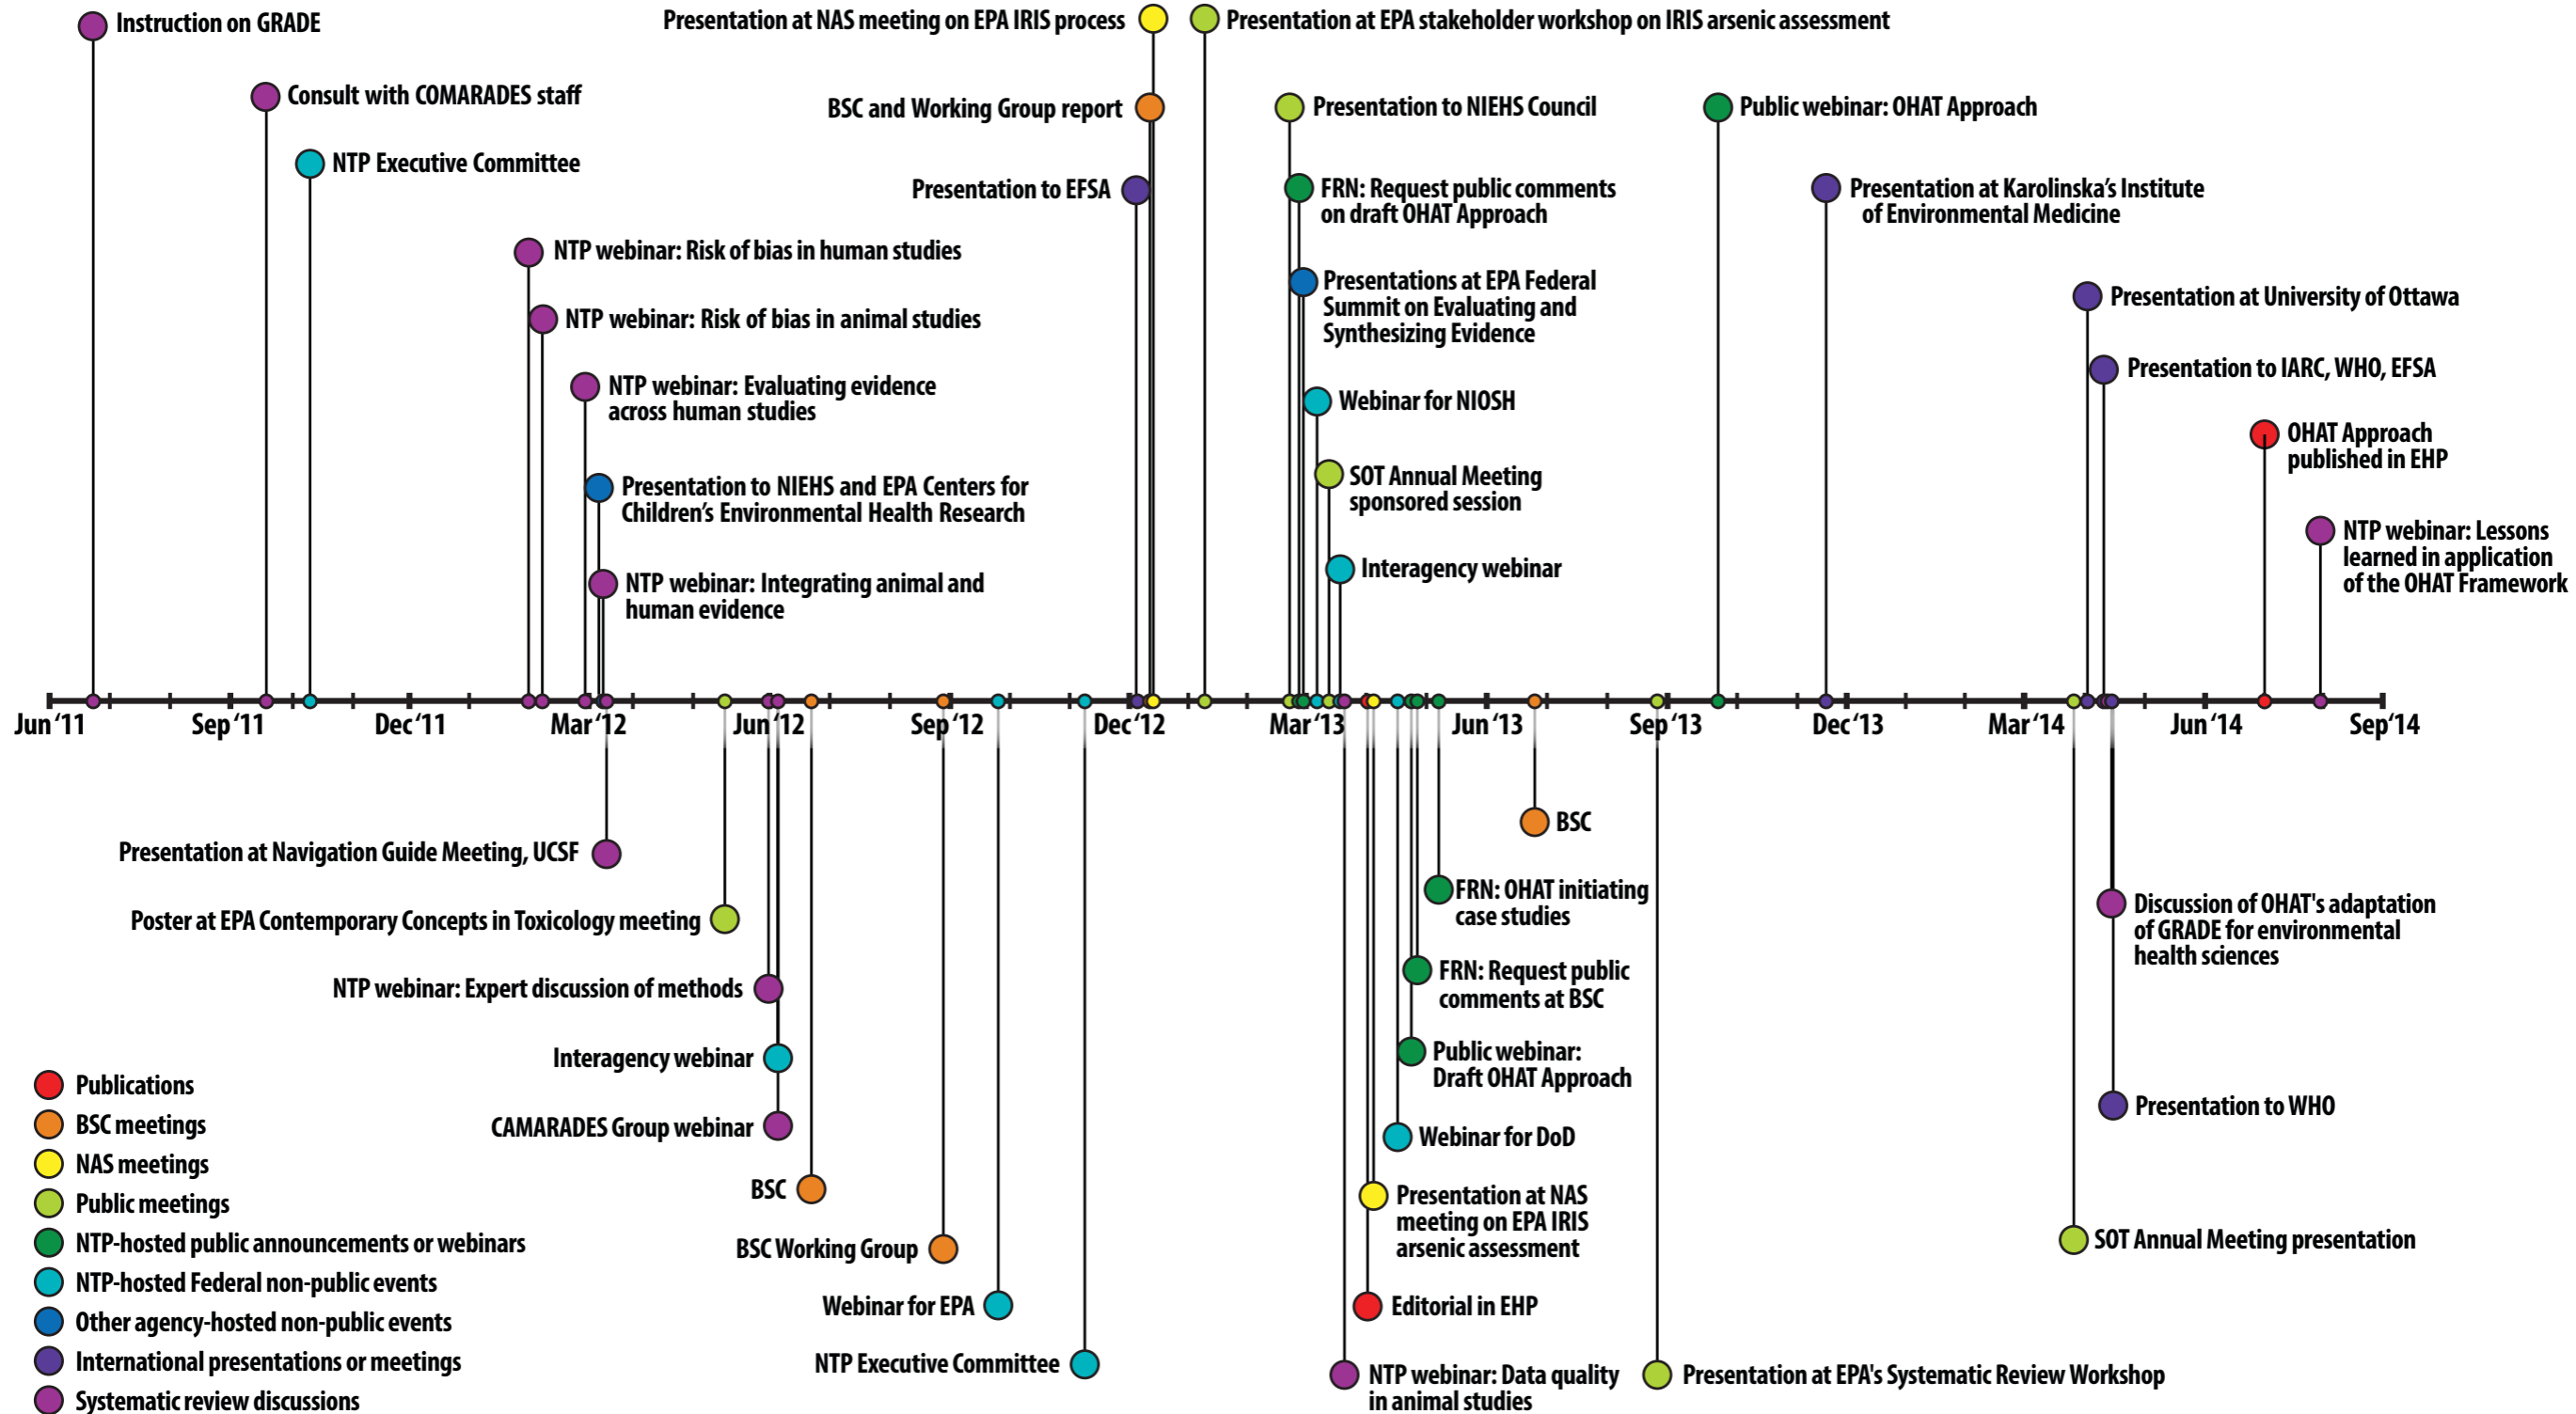 Instruction on GRADE
Consult with COMARADES staff
NTP Executive Committee
NTP webinar: Risk of bias in human studies
NTP webinar: Risk of bias in animal studies
NTP webinar: Evaluating evidence
across human studies
Presentation to NIEHS and EPA Centers for
Children’s Environmental Health Research
NTP webinar: Integrating animal and
human evidence
Presentation at NAS meeting on EPA IRIS process
BSC and Working Group report
Presentation to EFSA
Presentation at EPA stakeholder workshop on IRIS arsenic assessment
Presentation to NIEHS Council
FRN: Request public comments
on draft OHAT Approach
Presentations at EPA Federal
Summit on Evaluating and
Synthesizing Evidence
Webinar for NIOSH
SOT Annual Meeting
sponsored session
Interagency webinar
Public webinar: OHAT Approach
Presentation at Karolinska’s Institute
of Environmental Medicine
Presentation at University of Ottawa
Presentation to IARC, WHO, EFSA
OHAT Approach
published in EHP
NTP webinar: Lessons
learned in application
of the OHAT Framework
Jun ‘11
Sep ‘11
Dec ‘11
Mar ‘12
Jun ‘12
Sep ‘12
Dec ‘12
Mar ‘13
Jun ‘13
Sep ‘13
Dec ‘13
Mar ‘14
Jun ‘14
Sep‘14
Presentation at Navigation Guide Meeting, UCSF
Poster at EPA Contemporary Concepts in Toxicology meeting
NTP webinar: Expert discussion of methods
Interagency webinar
CAMARADES Group webinar
BSC
BSC Working Group
Webinar for EPA
NTP Executive Committee
BSC
FRN: OHAT initiating
case studies
FRN: Request public
comments at BSC
Public webinar:
Draft OHAT Approach
Webinar for DoD
Presentation at NAS
meeting on EPA IRIS
arsenic assessment
Editorial in EHP
NTP webinar: Data quality
in animal studies
Presentation at EPA's Systematic Review Workshop
Discussion of OHAT's adaptation
of GRADE for environmental
health sciences
Presentation to WHO
SOT Annual Meeting presentation
Publications
BSC meetings
NAS meetings
Public meetings
NTP-hosted public announcements or webinars
NTP-hosted Federal non-public events
Other agency-hosted non-public events
International presentations or meetings
Systematic review discussions